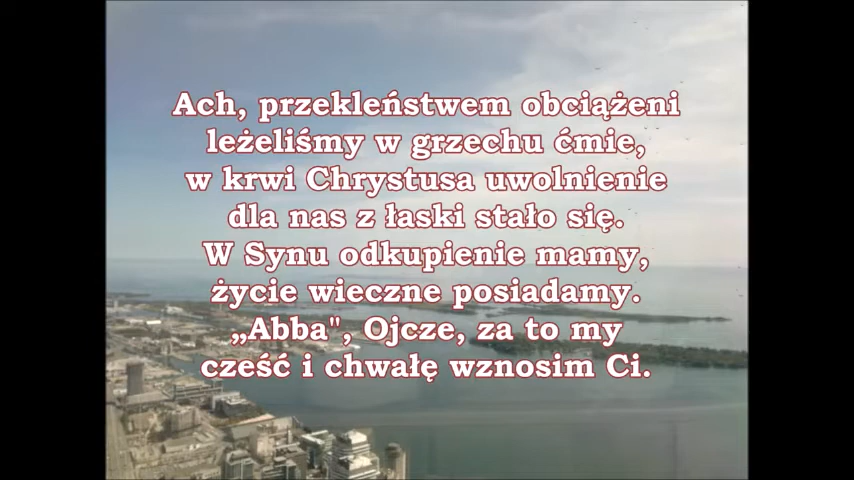 Ach, przekleństwem obciążeni
leżeliśmy w grzechu ćmie,
w krwi Chrystusa uwolnienie
dla nas z łaski stało się.
W Synu odkupienie mamy,
życie wieczne posiadamy.
„Abba", Ojcze, za to my
cześć i chwałę wznosim Ci.